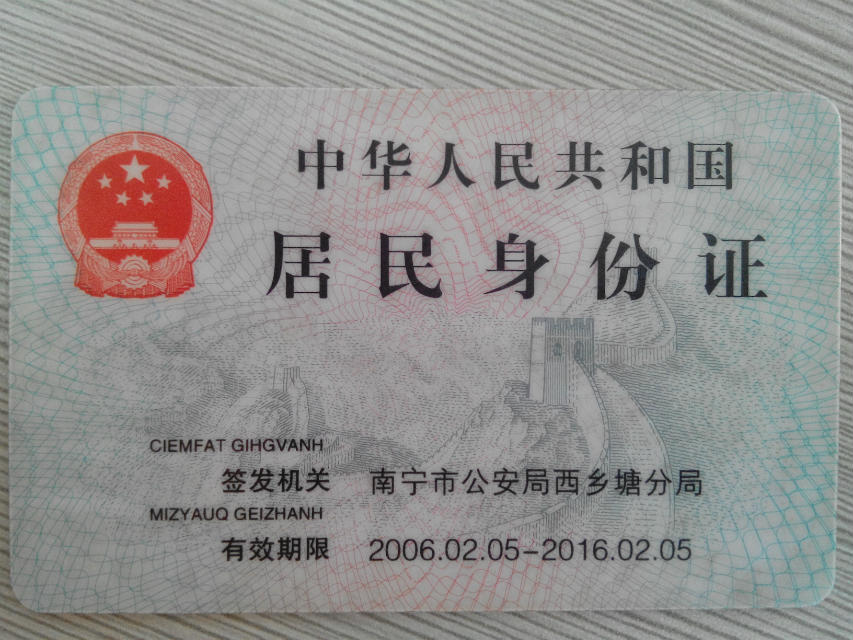 中华人民共和国
居民身份证
CIEMFAT GIHGVANH
签发机关 南宁市公安局西乡塘分局
MIZYAUQ GEIZHANH
有效期限 2006.02.05-2016.02.05